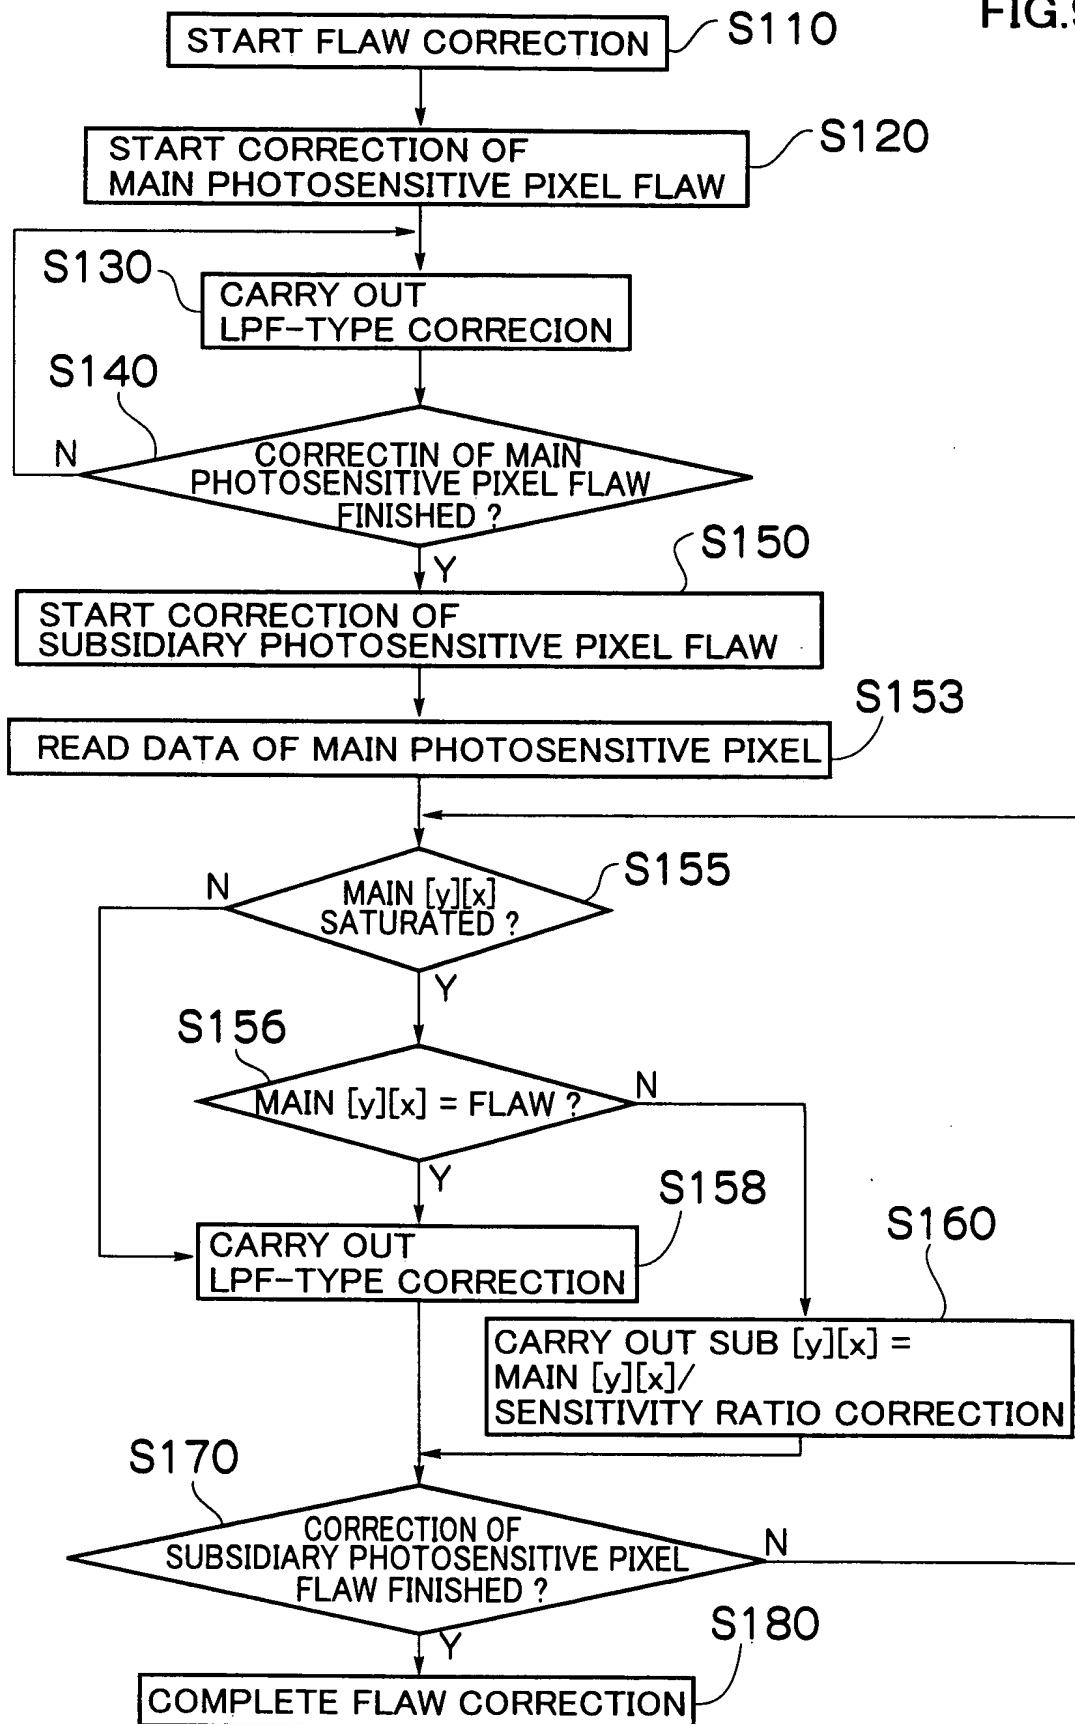 FIG.9
START FLAW CORRECTION
S110
START CORRECTION OF
MAIN PHOTOSENSITIVE PIXEL FLAW
S120
S130
CARRY OUT
LPF-TYPE CORRECION
S140
N
CORRECTIN OF MAIN
PHOTOSENSITIVE PIXEL FLAW
FINISHED ?
Y
S150
START CORRECTION OF
SUBSIDIARY PHOTOSENSITIVE PIXEL FLAW
S153
READ DATA OF MAIN PHOTOSENSITIVE PIXEL
N
S155
MAIN [y][x]
SATURATED ?
Y
S156
MAIN [y][x] = FLAW ?
N
Y
S158
CARRY OUT
LPF-TYPE CORRECTION
S160
CARRY OUT SUB [y][x] =
MAIN [y][x]/
SENSITIVITY RATIO CORRECTION
S170
CORRECTION OF
SUBSIDIARY PHOTOSENSITIVE PIXEL
FLAW FINISHED ?
N
Y
S180
COMPLETE FLAW CORRECTION